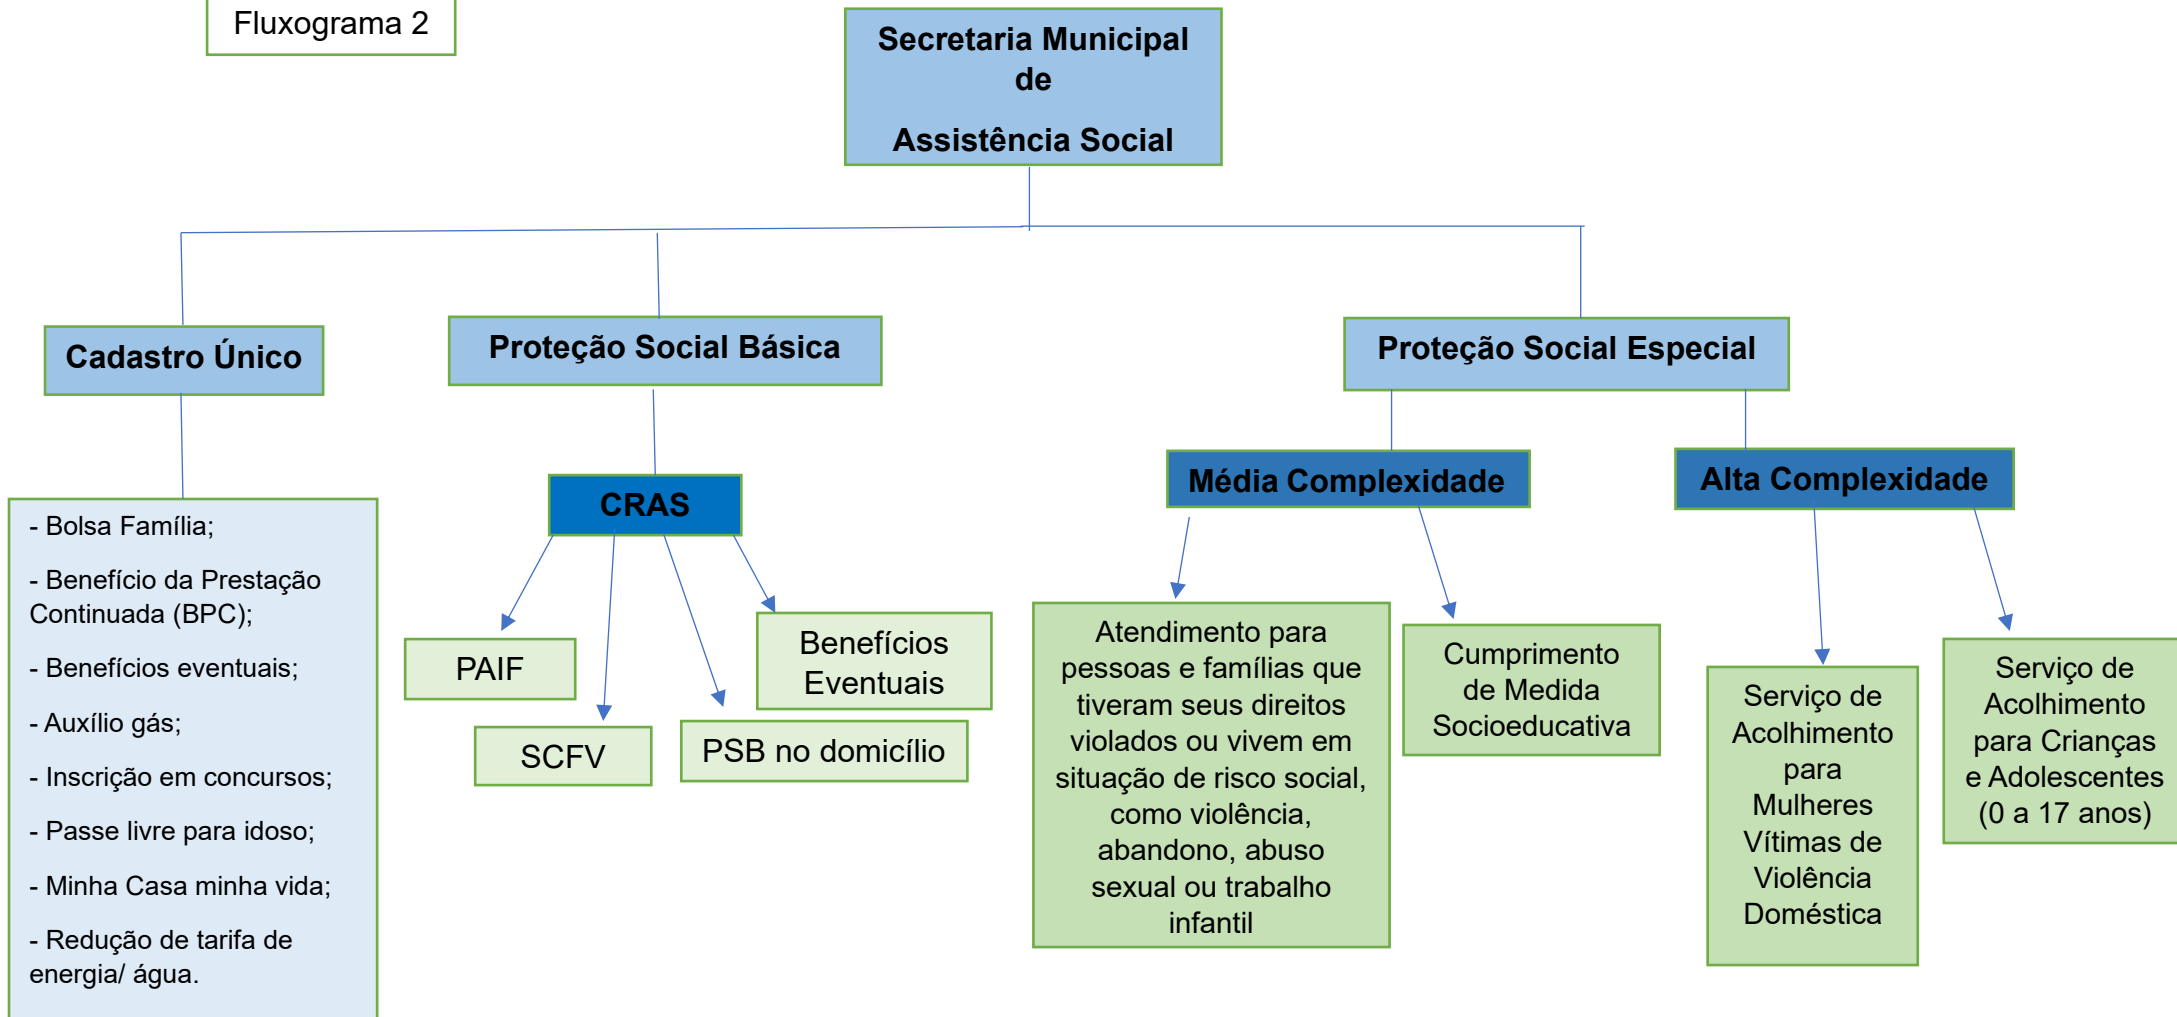 Fluxograma 2
Secretaria Municipal
de
Assistência Social
Cadastro Único
Proteção Social Básica
Proteção Social Especial
CRAS
Média Complexidade
Alta Complexidade
- Bolsa Família;
- Benefício da Prestação
Continuada (BPC);
- Benefícios eventuais;
- Auxílio gás;
- Inscrição em concursos;
- Passe livre para idoso;
- Minha Casa minha vida;
- Redução de tarifa de
energia/ água.
PAIF
SCFV
PSB no domicílio
Benefícios
Eventuais
Atendimento para
pessoas e famílias que
tiveram seus direitos
violados ou vivem em
situação de risco social,
como violência,
abandono, abuso
sexual ou trabalho
infantil
Cumprimento
de Medida
Socioeducativa
Serviço de
Acolhimento
para
Mulheres
Vítimas de
Violência
Doméstica
Serviço de
Acolhimento
para Crianças
e Adolescentes
(0 a 17 anos)